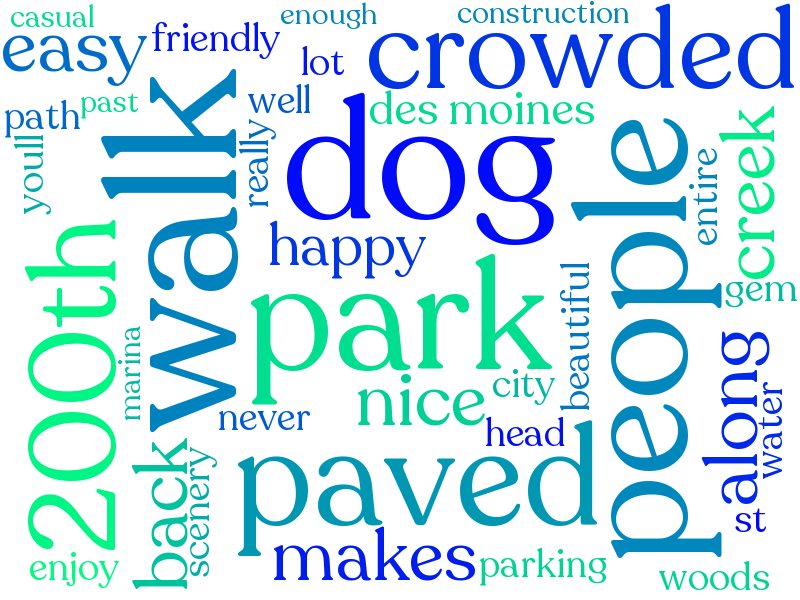 casual
enough
construction
easy
friendly
crowded
lot
path
past
well
des moines
walk
dog
people
youll
really
entire
creek
happy
200th
park
gem
beautiful
marina
nice
city
along
water
never
head
back
scenery
paved
st
makes
parking
enjoy
woods